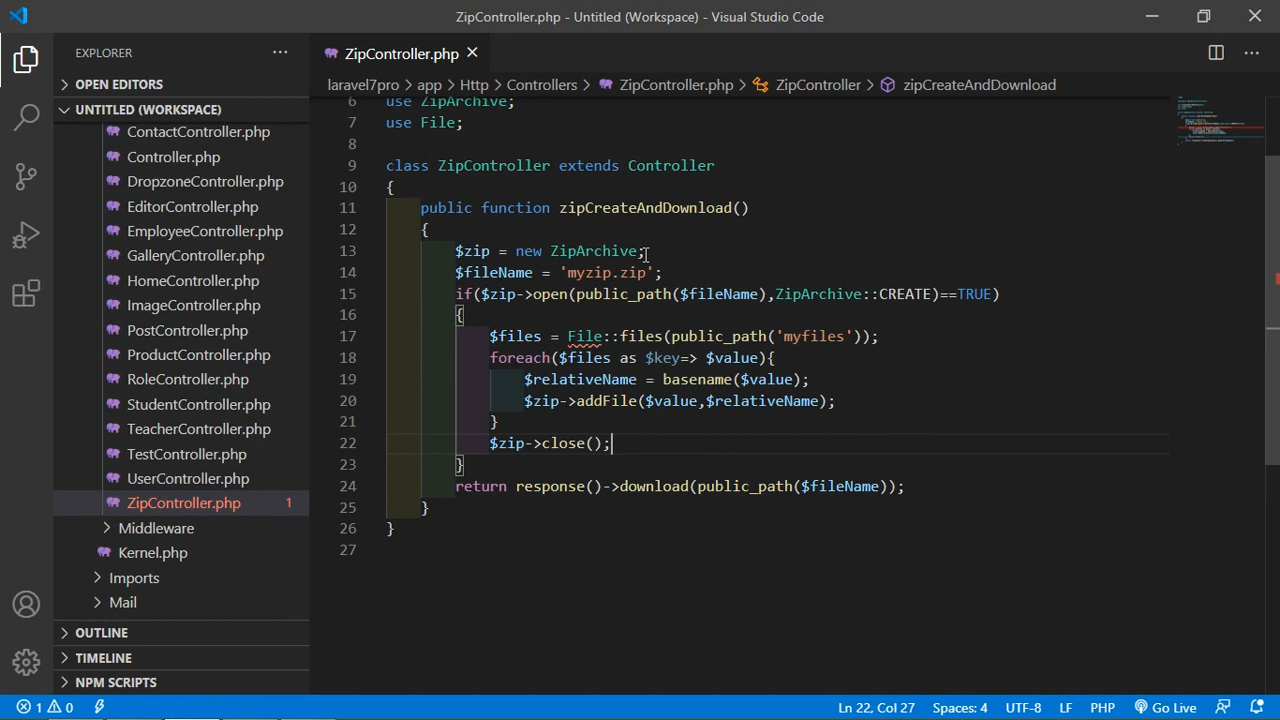 ZipController.php - Untitled (Workspace) - Visual Studio Code
EXPLORER
OPEN EDITORS
UNTITLED (WORKSPACE)
ContactController.php
Controller.php
DropzoneController.php
EditorController.php
EmployeeController.php
GalleryController.php
HomeController.php
ImageController.php
PostController.php
ProductController.php
RoleController.php
StudentController.php
TeacherController.php
TestController.php
UserController.php
ZipController.php 1
Middleware
Kernel.php
Imports
Mail
OUTLINE
TIMELINE
NPM SCRIPTS
ZipController.php
laravel7pro > app > Http > Controllers > ZipController.php > ZipController > zipCreateAndDownload
6 use ZipArchive;
7 use File;
8
9 class ZipController extends Controller
10 {
11 public function zipCreateAndDownload()
12 {
13 $zip = new ZipArchive;
14 $fileName = 'myzip.zip';
15 if($zip->open(public_path($fileName),ZipArchive::CREATE)==TRUE)
16 {
17 $files = File::files(public_path('myfiles'));
18 foreach($files as $key=> $value){
19 $relativeName = basename($value);
20 $zip->addFile($value,$relativeName);
21 }
22 $zip->close();
23 }
24 return response()->download(public_path($fileName));
25 }
26 }
27
1 0 Ln 22, Col 27 Spaces: 4 UTF-8 LF PHP Go Live